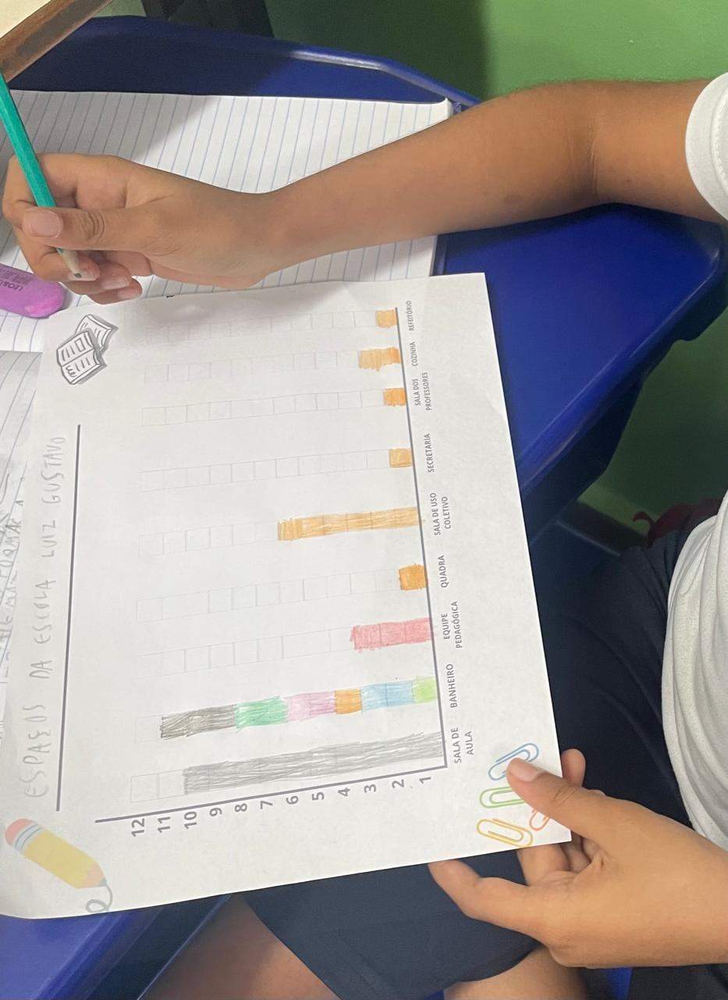 ESPAÇOS DA ESCOLA LUIZ GUSTAVO
12
11
10
9
8
7
6
5
4
3
2
1
SALA DE
AULA
BANHEIRO
EQUIPE
PEDAGÓGICA
QUADRA
SALA DE USO
COLETIVO
SECRETARIA
SALA DOS
PROFESSORES
COZINHA
REFEITÓRIO